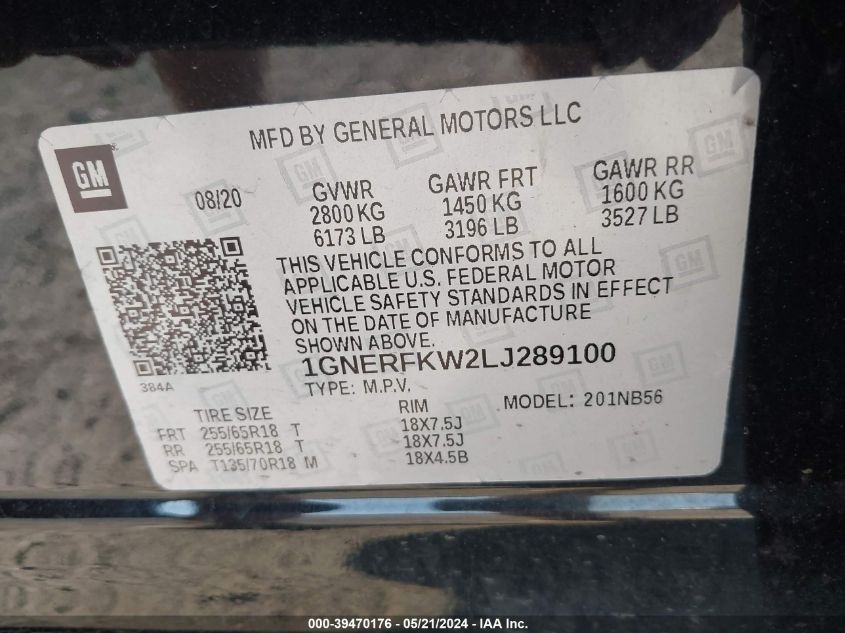 MFD BY GENERAL MOTORS LLC
GM
08/20
GVWR
2800 KG
6173 LB
GAWR FRT
1450 KG
3196 LB
GAWR RR
1600 KG
3527 LB
THIS VEHICLE CONFORMS TO ALL
APPLICABLE U.S. FEDERAL MOTOR
VEHICLE SAFETY STANDARDS IN EFFECT
ON THE DATE OF MANUFACTURE
SHOWN ABOVE.
1GNERFKW2LJ289100
384A
TYPE: M.P.V.
MODEL: 201NB56
TIRE SIZE RIM
FRT 255/65R18 T 18X7.5J
RR 255/65R18 T 18X7.5J
SPA T135/70R18 M 18X4.5B
000-39470176 - 05/21/2024 - IAA Inc.